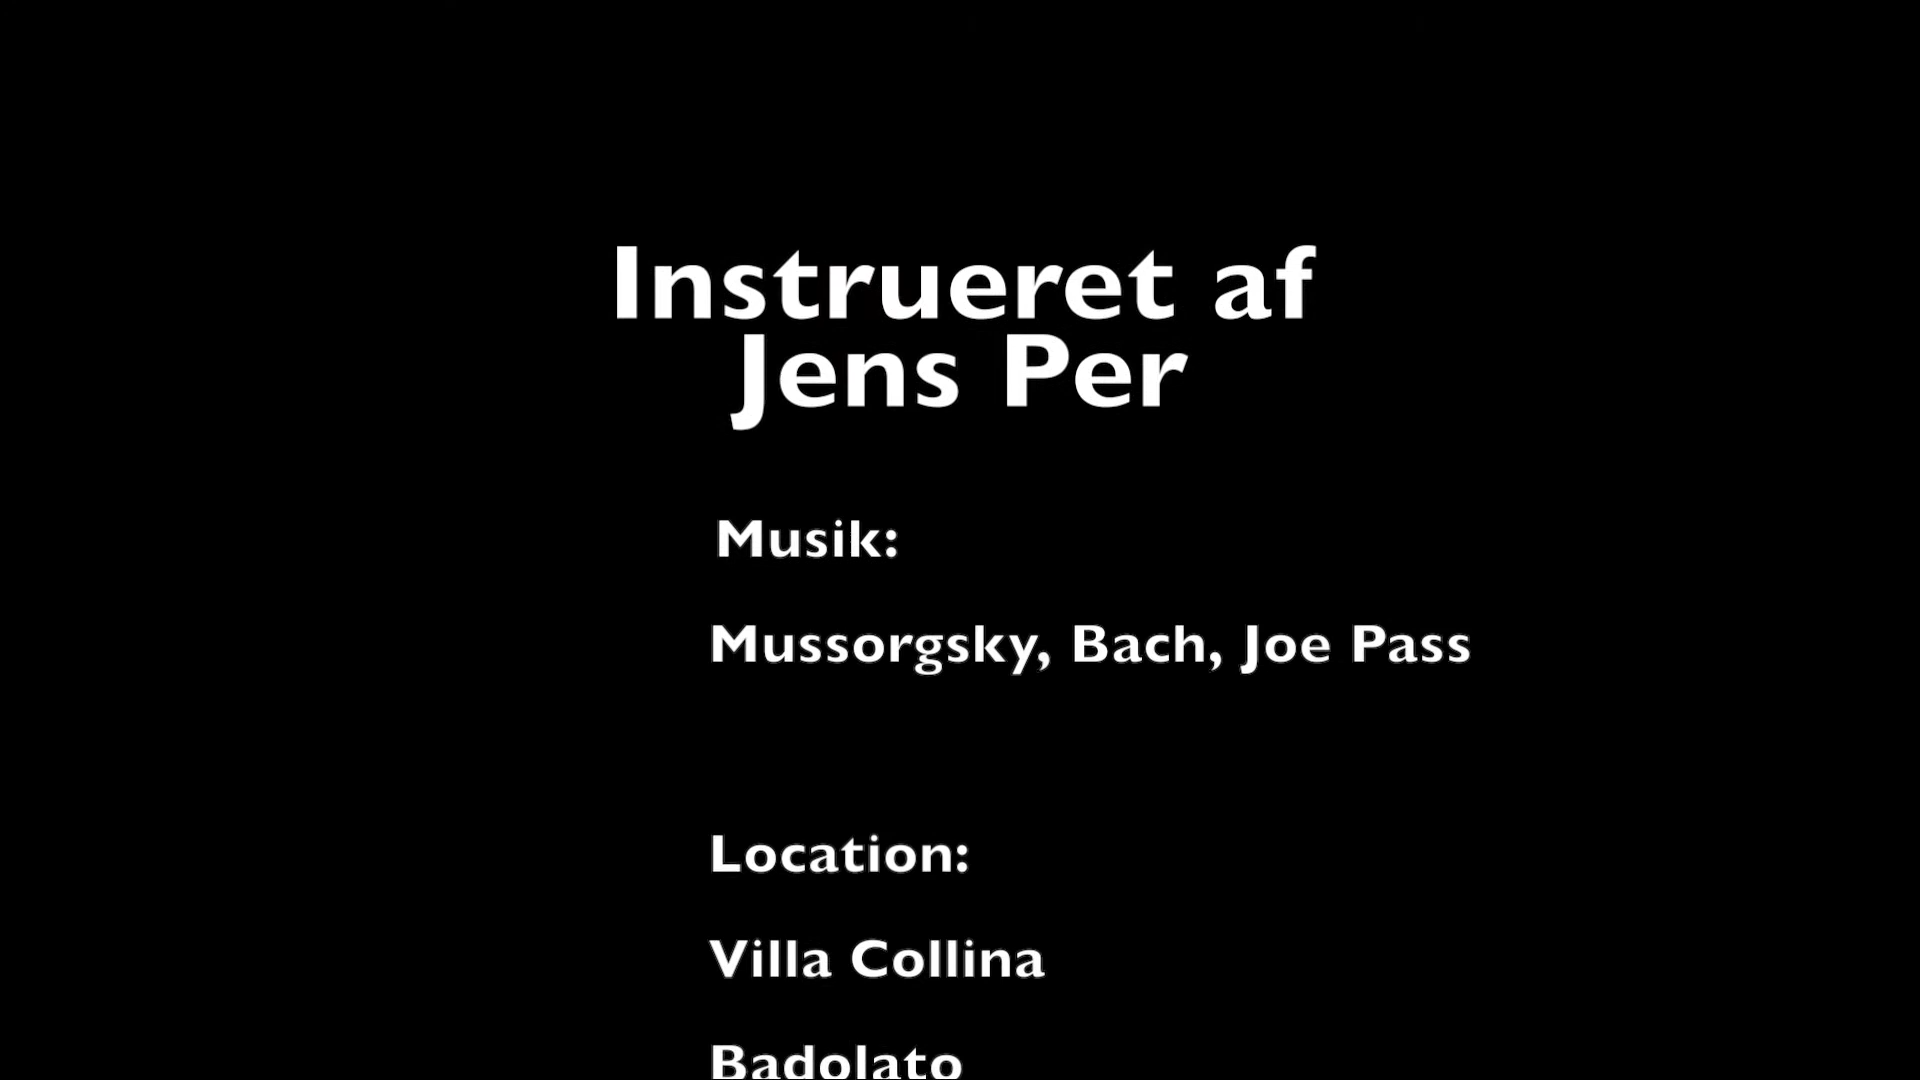 Instrueret af
Jens Per
Musik:
Mussorgsky, Bach, Joe Pass
Location:
Villa Collina
Badolato